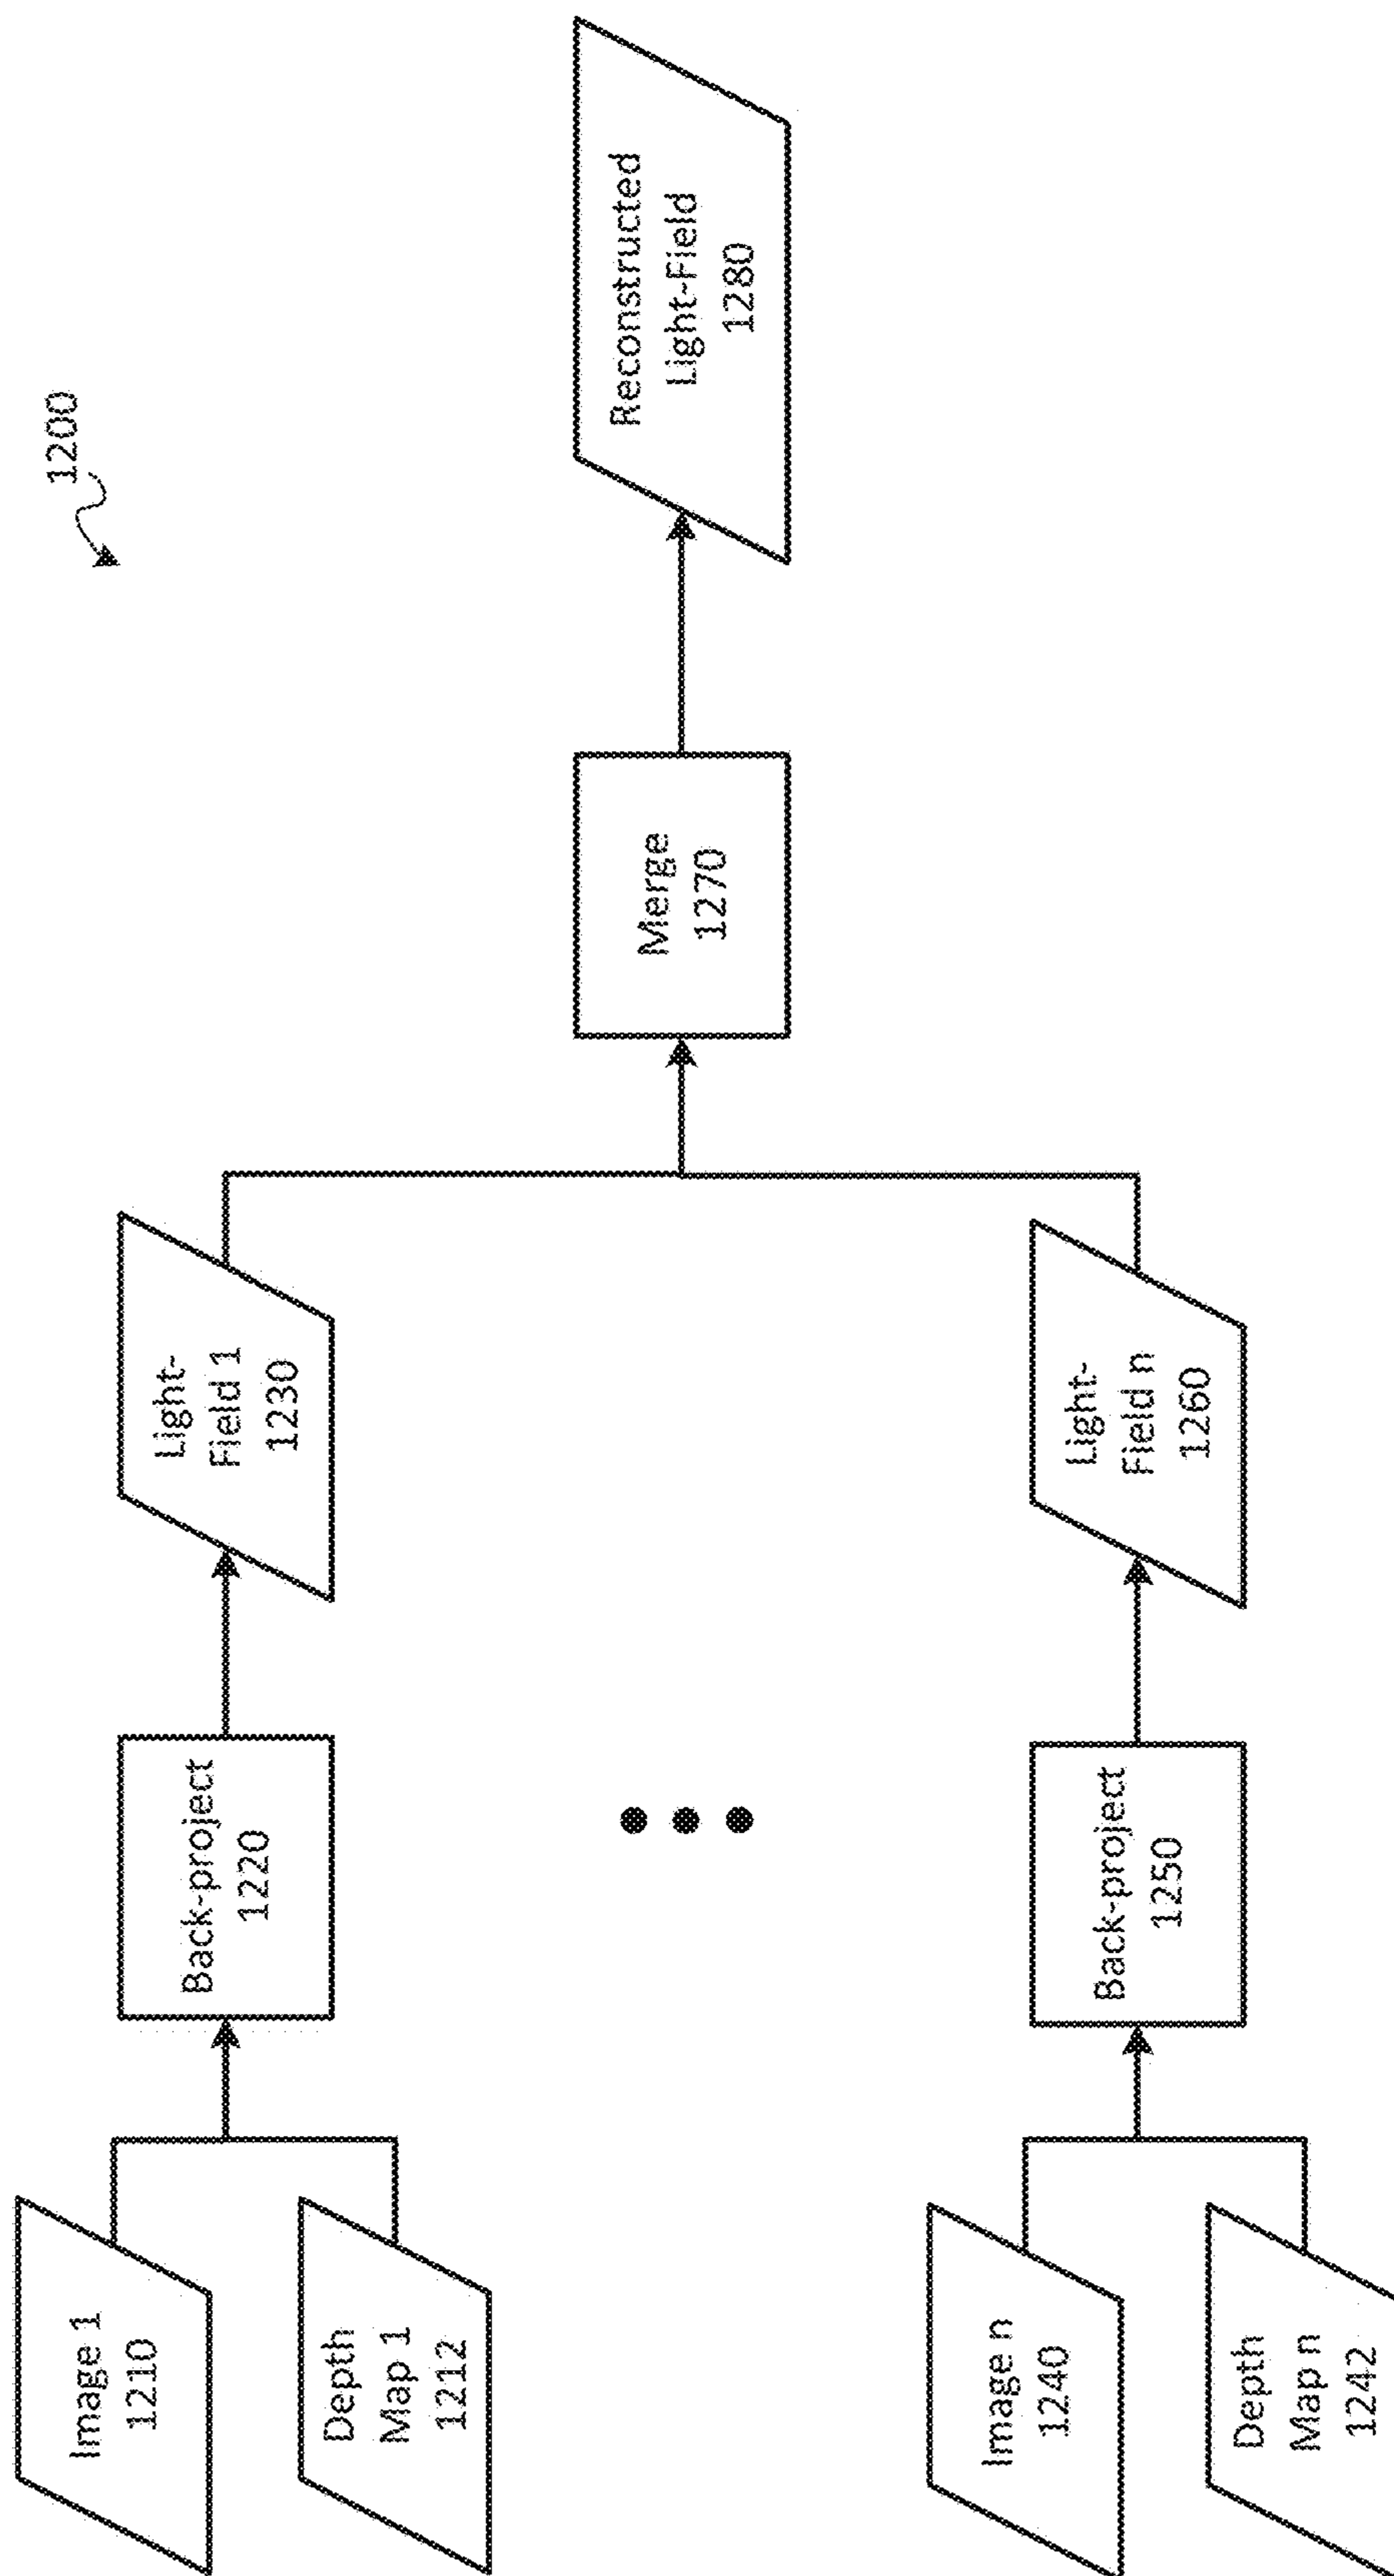 1200
Image 1
1210
Depth
Map 1
1212
Back-project
1220
Light-
Field 1
1230
Image n
1240
Depth
Map n
1242
Back-project
1250
Light-
Field n
1260
Merge
1270
Reconstructed
Light-Field
1280